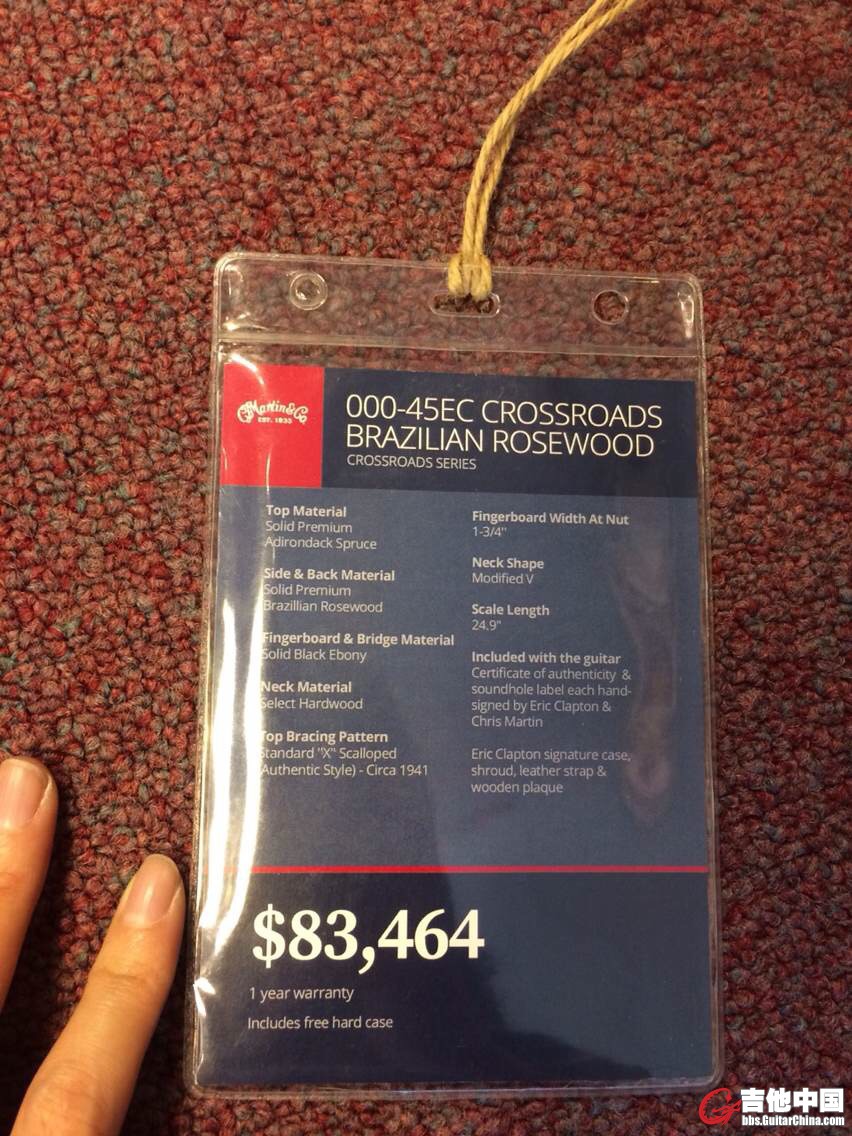 CF Martin & Co.
EST. 1833
000-45EC CROSSROADS
BRAZILIAN ROSEWOOD
CROSSROADS SERIES
Top Material
Solid Premium
Adirondack Spruce
Side & Back Material
Solid Premium
Brazillian Rosewood
Fingerboard & Bridge Material
Solid Black Ebony
Neck Material
Select Hardwood
Top Bracing Pattern
Standard "X" Scalloped
(Authentic Style) - Circa 1941
Fingerboard Width At Nut
1-3/4"
Neck Shape
Modified V
Scale Length
24.9"
Included with the guitar
Certificate of authenticity &
soundhole label each hand-
signed by Eric Clapton &
Chris Martin
Eric Clapton signature case,
shroud, leather strap &
wooden plaque
$83,464
1 year warranty
Includes free hard case
吉他中国
bbs.GuitarChina.com